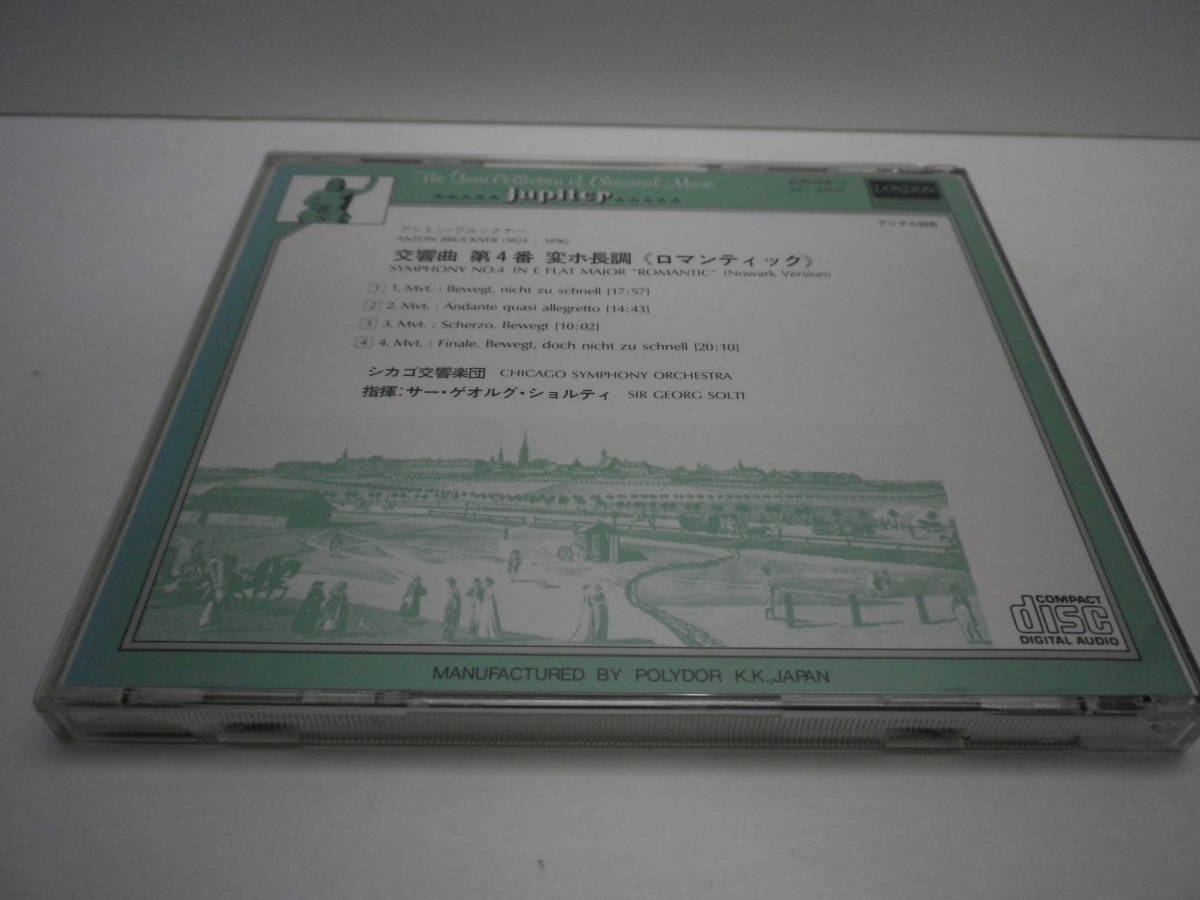 The Great Collection of Classical Music
Jupiter
LONDON
デジタル録音
アントン・ブルックナー
ANTON BRUCKNER (1824 - 1896)
交響曲 第4番 変ホ長調《ロマンティック》
SYMPHONY NO.4 IN E FLAT MAJOR "ROMANTIC" (Nowark Version)
1 1. Mvt. : Bewegt, nicht zu schnell [17:57]
2 2. Mvt. : Andante quasi allegretto [14:43]
3 3. Mvt. : Scherzo. Bewegt [10:02]
4 4. Mvt. : Finale. Bewegt, doch nicht zu schnell [20:10]
シカゴ交響楽団 CHICAGO SYMPHONY ORCHESTRA
指揮:サー・ゲオルグ・ショルティ SIR GEORG SOLTI
COMPACT
disc
DIGITAL AUDIO
MANUFACTURED BY POLYDOR K.K., JAPAN